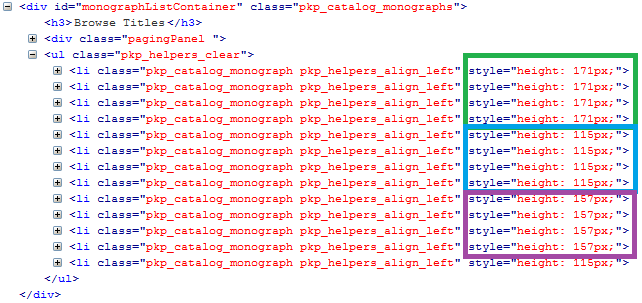 <div id="monographListContainer" class="pkp_catalog_monographs">
<h3>Browse Titles</h3>
<div class="pagingPanel ">
<ul class="pkp_helpers_clear">
<li class="pkp_catalog_monograph pkp_helpers_align_left" style="height: 171px;">
<li class="pkp_catalog_monograph pkp_helpers_align_left" style="height: 171px;">
<li class="pkp_catalog_monograph pkp_helpers_align_left" style="height: 171px;">
<li class="pkp_catalog_monograph pkp_helpers_align_left" style="height: 171px;">
<li class="pkp_catalog_monograph pkp_helpers_align_left" style="height: 115px;">
<li class="pkp_catalog_monograph pkp_helpers_align_left" style="height: 115px;">
<li class="pkp_catalog_monograph pkp_helpers_align_left" style="height: 115px;">
<li class="pkp_catalog_monograph pkp_helpers_align_left" style="height: 115px;">
<li class="pkp_catalog_monograph pkp_helpers_align_left" style="height: 157px;">
<li class="pkp_catalog_monograph pkp_helpers_align_left" style="height: 157px;">
<li class="pkp_catalog_monograph pkp_helpers_align_left" style="height: 157px;">
<li class="pkp_catalog_monograph pkp_helpers_align_left" style="height: 157px;">
<li class="pkp_catalog_monograph pkp_helpers_align_left" style="height: 115px;">
</ul>
</div>